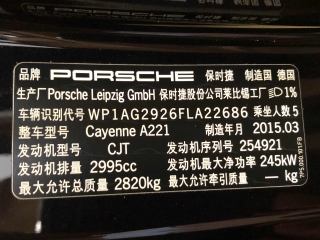 品牌 PORSCHE 保时捷 制造国 德国
生产厂 Porsche Leipzig GmbH 保时捷股份公司莱比锡工厂 1%
车辆识别代号 WP1AG2926FLA22686 乘坐人数 5
整车型号 Cayenne A221 制造年月 2015.03
发动机型号 CJT 发动机序列号 254921
发动机排量 2995cc 发动机最大净功率 245kW
最大允许总质量 2820kg 最大允许牵引质量 — kg